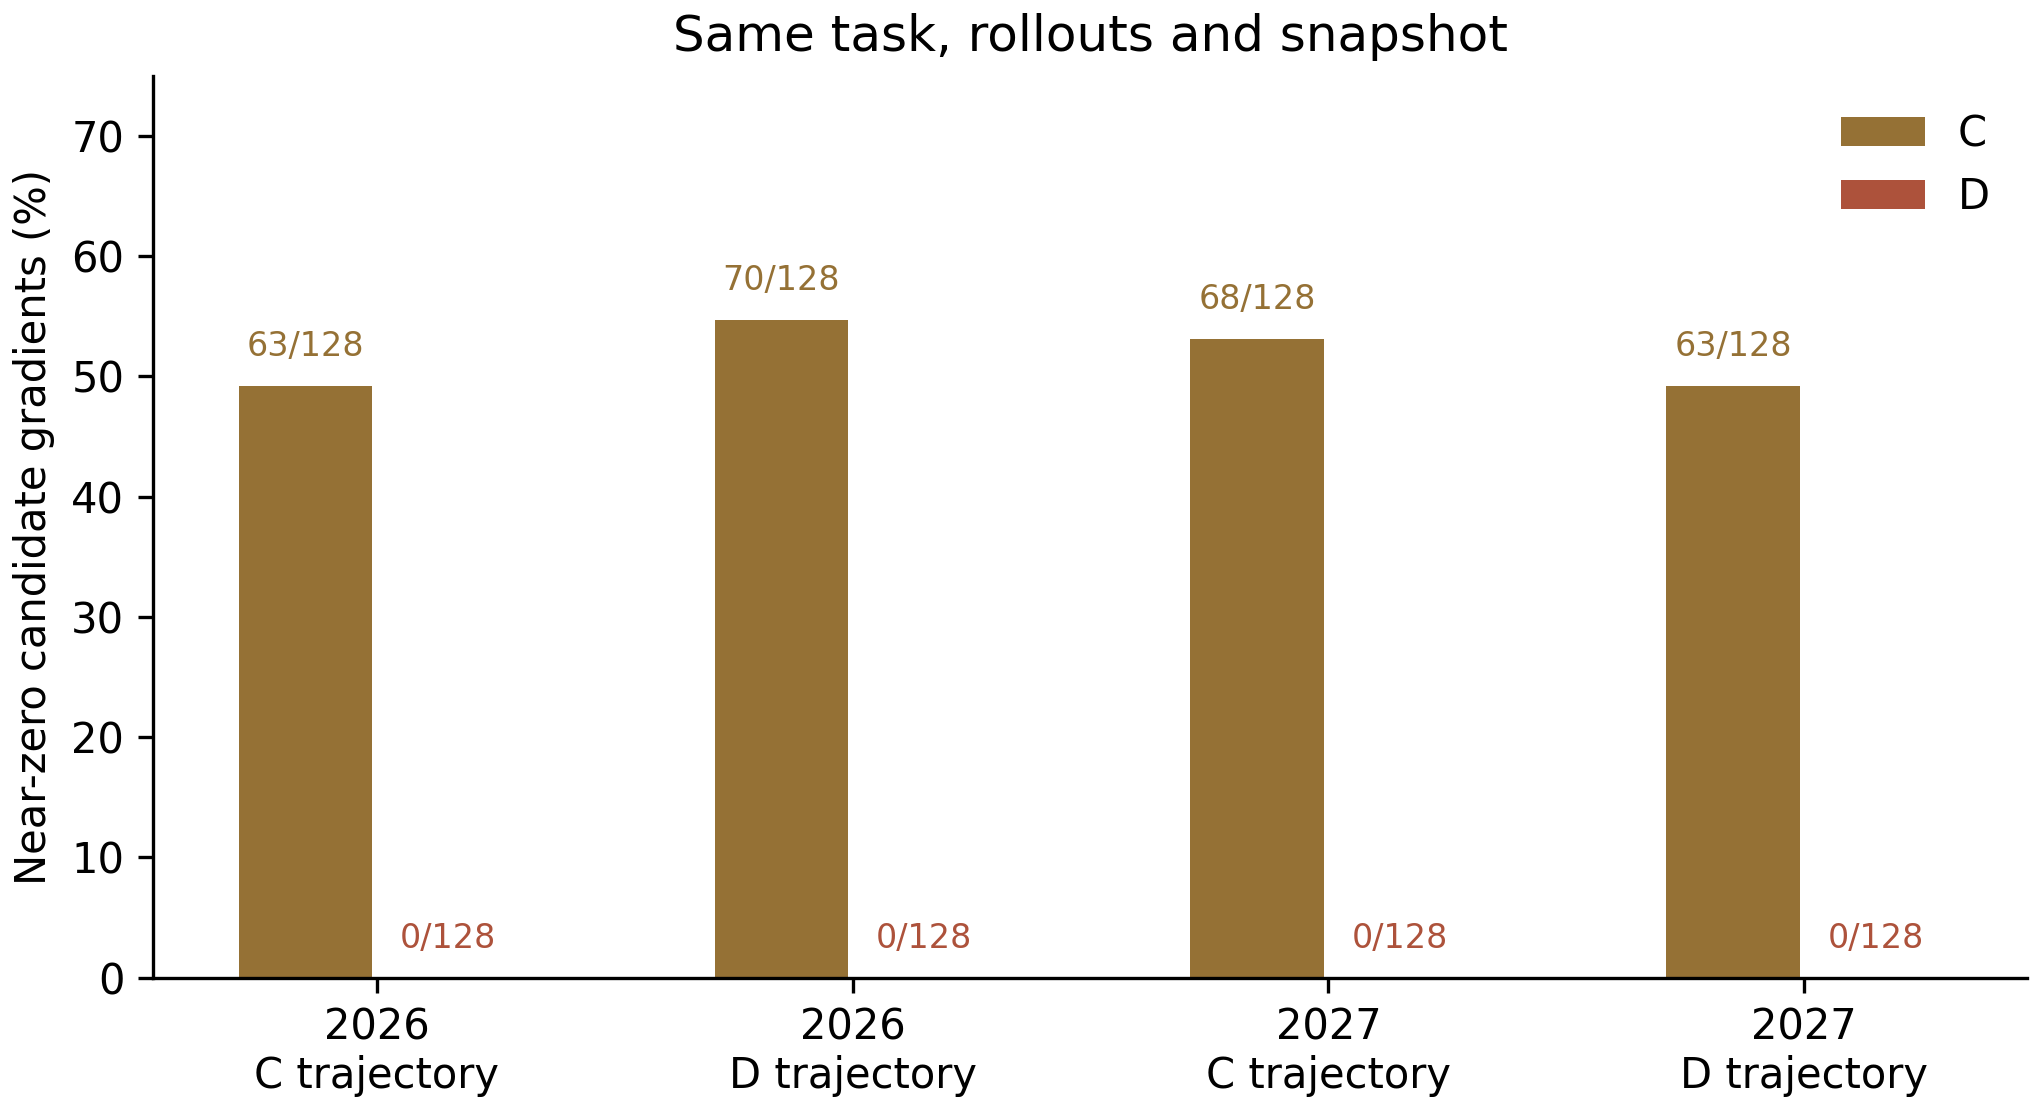 Same task, rollouts and snapshot
Near-zero candidate gradients (%)
70
60
50
40
30
20
10
0
C
D
63/128
0/128
70/128
0/128
68/128
0/128
63/128
0/128
2026
C trajectory
2026
D trajectory
2027
C trajectory
2027
D trajectory